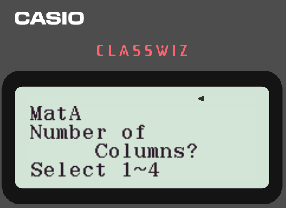 CASIO
CLASSWIZ
MatA
Number of
Columns?
Select 1~4